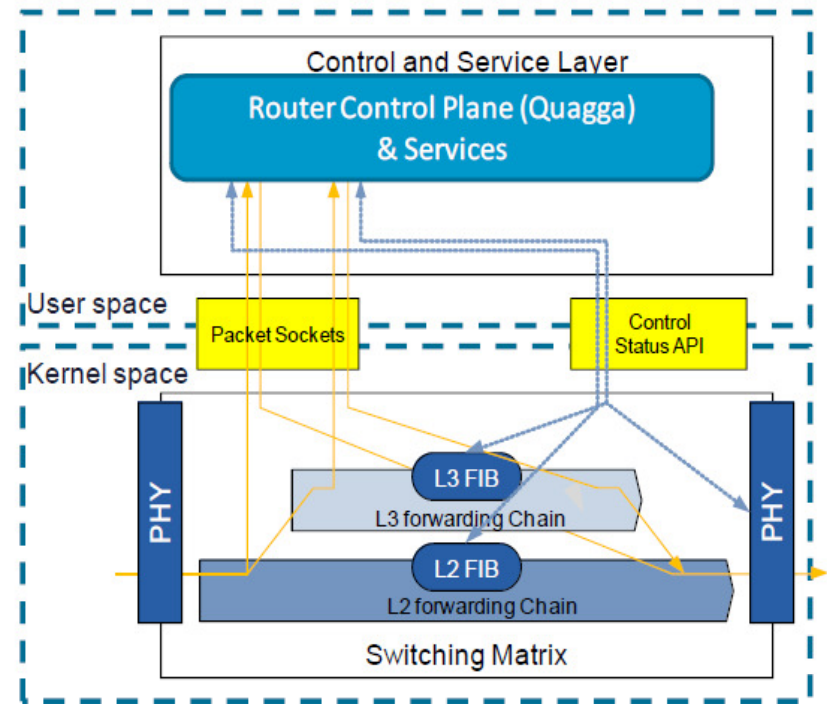 Control and Service Layer
Router Control Plane (Quagga)
& Services
User space
Packet Sockets
Control
Status API
Kernel space
PHY
L3 FIB
L3 forwarding Chain
L2 FIB
L2 forwarding Chain
PHY
Switching Matrix